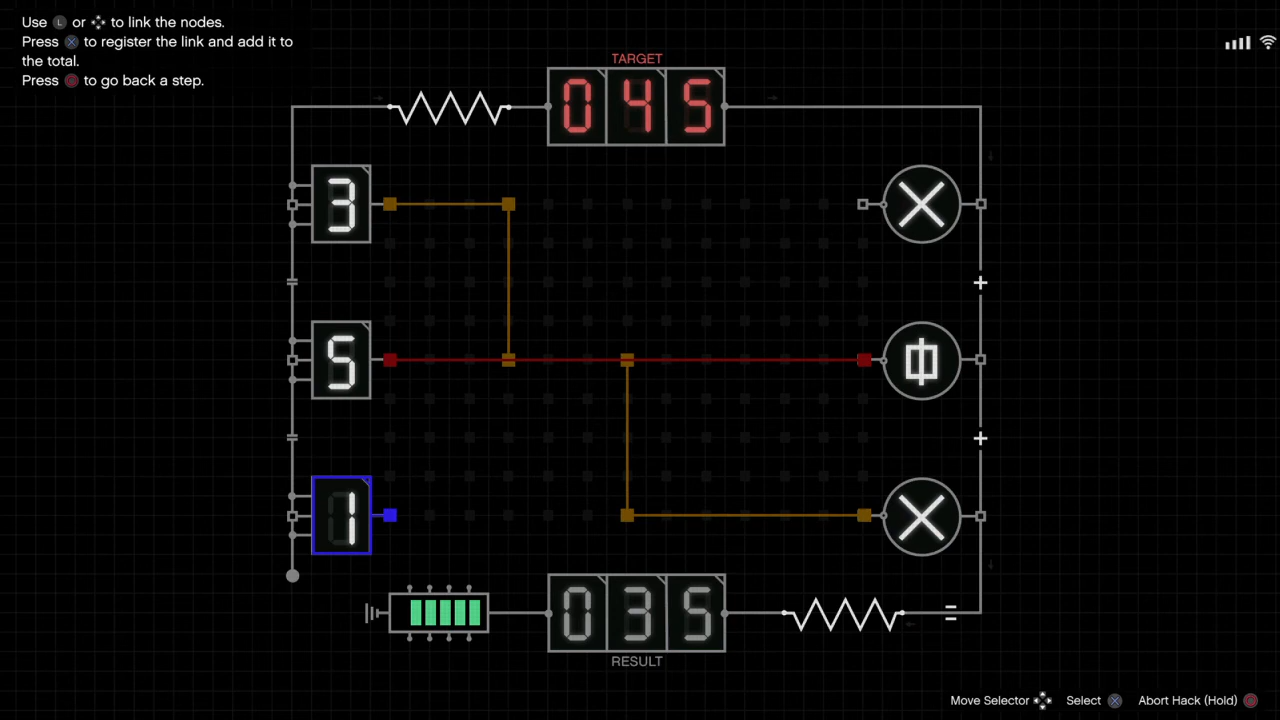 Use L or to link the nodes.
Press to register the link and add it to
the total.
Press to go back a step.
TARGET
045
3
5
1
035
RESULT
Move Selector Select Abort Hack (Hold)